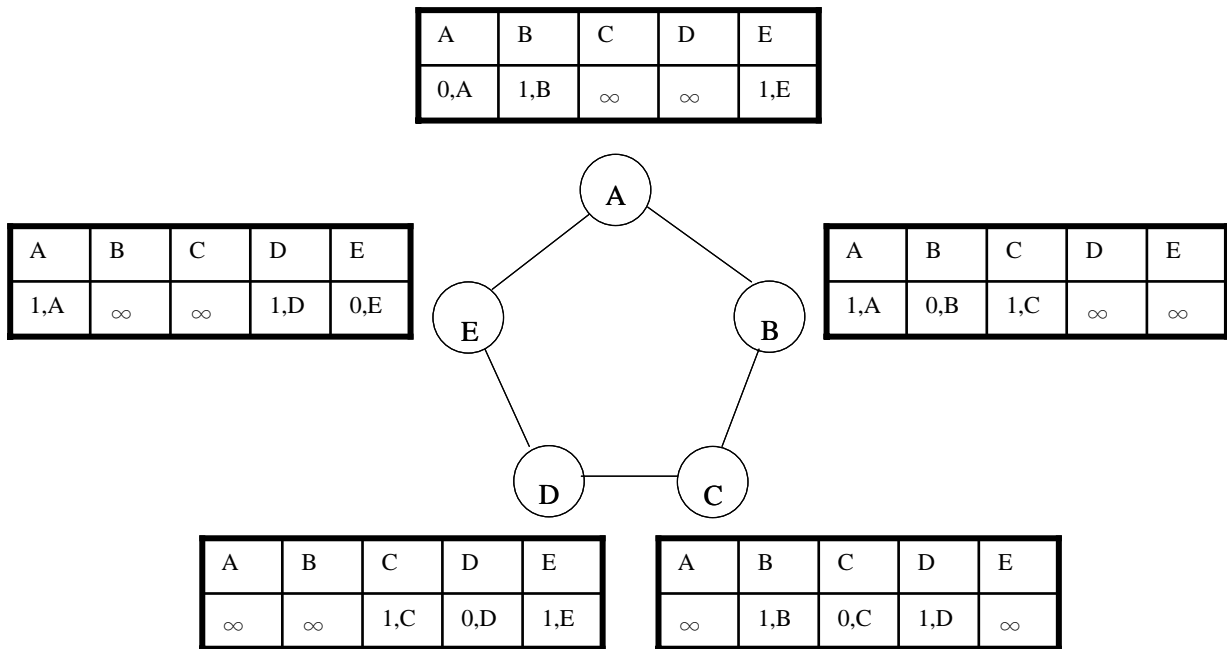 A B C D E
0,A 1,B ∞ ∞ 1,E
A
A B C D E
1,A ∞ ∞ 1,D 0,E
E
B
A B C D E
1,A 0,B 1,C ∞ ∞
D
C
A B C D E
∞ ∞ 1,C 0,D 1,E
A B C D E
∞ 1,B 0,C 1,D ∞